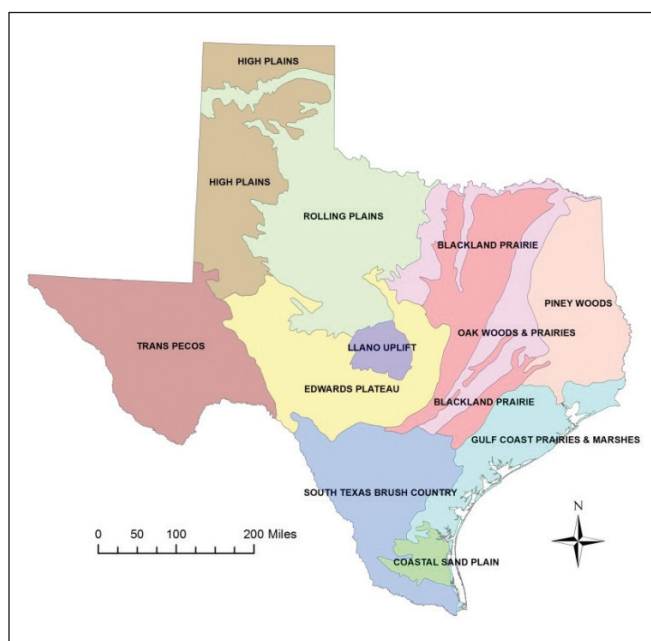 HIGH PLAINS
HIGH PLAINS
ROLLING PLAINS
BLACKLAND PRAIRIE
PINEY WOODS
OAK WOODS & PRAIRIES
TRANS PECOS
LLANO UPLIFT
EDWARDS PLATEAU
BLACKLAND PRAIRIE
GULF COAST PRAIRIES & MARSHES
SOUTH TEXAS BRUSH COUNTRY
N
0 50 100 200 Miles
COASTAL SAND PLAIN